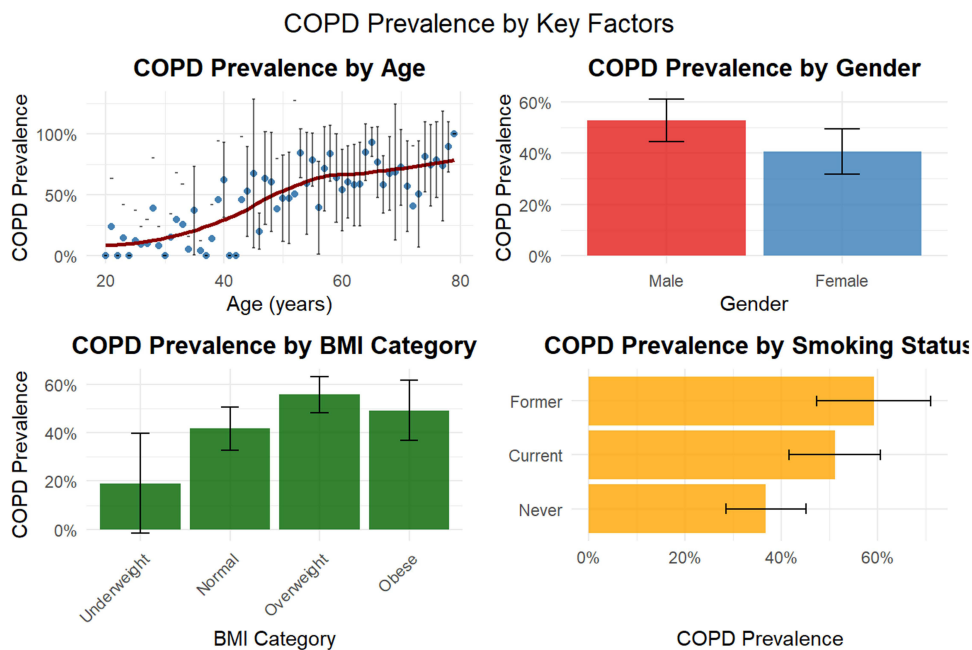 COPD Prevalence by Key Factors
COPD Prevalence by Age
COPD Prevalence
100%
50%
0%
20
40
60
80
Age (years)
COPD Prevalence by Gender
COPD Prevalence
60%
40%
20%
0%
Male
Female
Gender
COPD Prevalence by BMI Category
COPD Prevalence
60%
40%
20%
0%
Underweight
Normal
Overweight
Obese
BMI Category
COPD Prevalence by Smoking Status
Former
Current
Never
0%
20%
40%
60%
COPD Prevalence